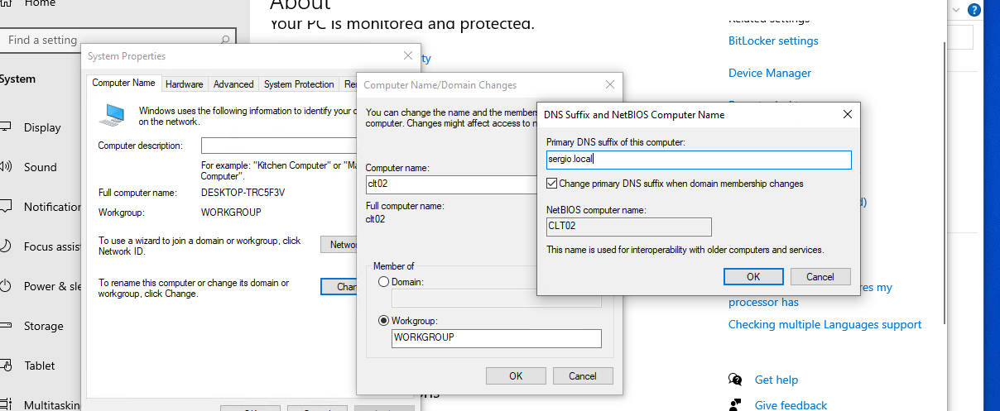 Home
Find a setting
System
Display
Sound
Notification
Focus assis
Power & sle
Storage
Tablet
Multitaskin
About
Your PC is monitored and protected.
Related settings
BitLocker settings
Device Manager
processor has
Checking multiple Languages support
Get help
Give feedback
System Properties
Computer Name
Hardware
Advanced
System Protection
Windows uses the following information to identify your c
on the network.
Computer description:
For example: "Kitchen Computer" or "Ma
Computer".
Full computer name:
DESKTOP-TRC5F3V
Workgroup:
WORKGROUP
To use a wizard to join a domain or workgroup, click
Network ID.
Netwo
To rename this computer or change its domain or
workgroup, click Change.
Chan
Computer Name/Domain Changes
You can change the name and the members
computer. Changes might affect access to n
Computer name:
clt02
Full computer name:
clt02
Member of
Domain:
Workgroup:
WORKGROUP
OK
Cancel
DNS Suffix and NetBIOS Computer Name
Primary DNS suffix of this computer:
sergio.local
Change primary DNS suffix when domain membership changes
NetBIOS computer name:
CLT02
This name is used for interoperability with older computers and services.
OK
Cancel